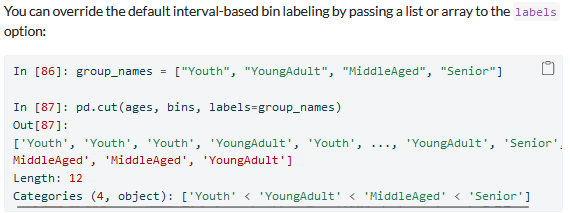 You can override the default interval-based bin labeling by passing a list or array to the labels
option:
In [86]: group_names = ["Youth", "YoungAdult", "MiddleAged", "Senior"]
In [87]: pd.cut(ages, bins, labels=group_names)
Out[87]:
['Youth', 'Youth', 'Youth', 'YoungAdult', 'Youth', ..., 'YoungAdult', 'Senior',
MiddleAged', 'MiddleAged', 'YoungAdult']
Length: 12
Categories (4, object): ['Youth' < 'YoungAdult' < 'MiddleAged' < 'Senior']